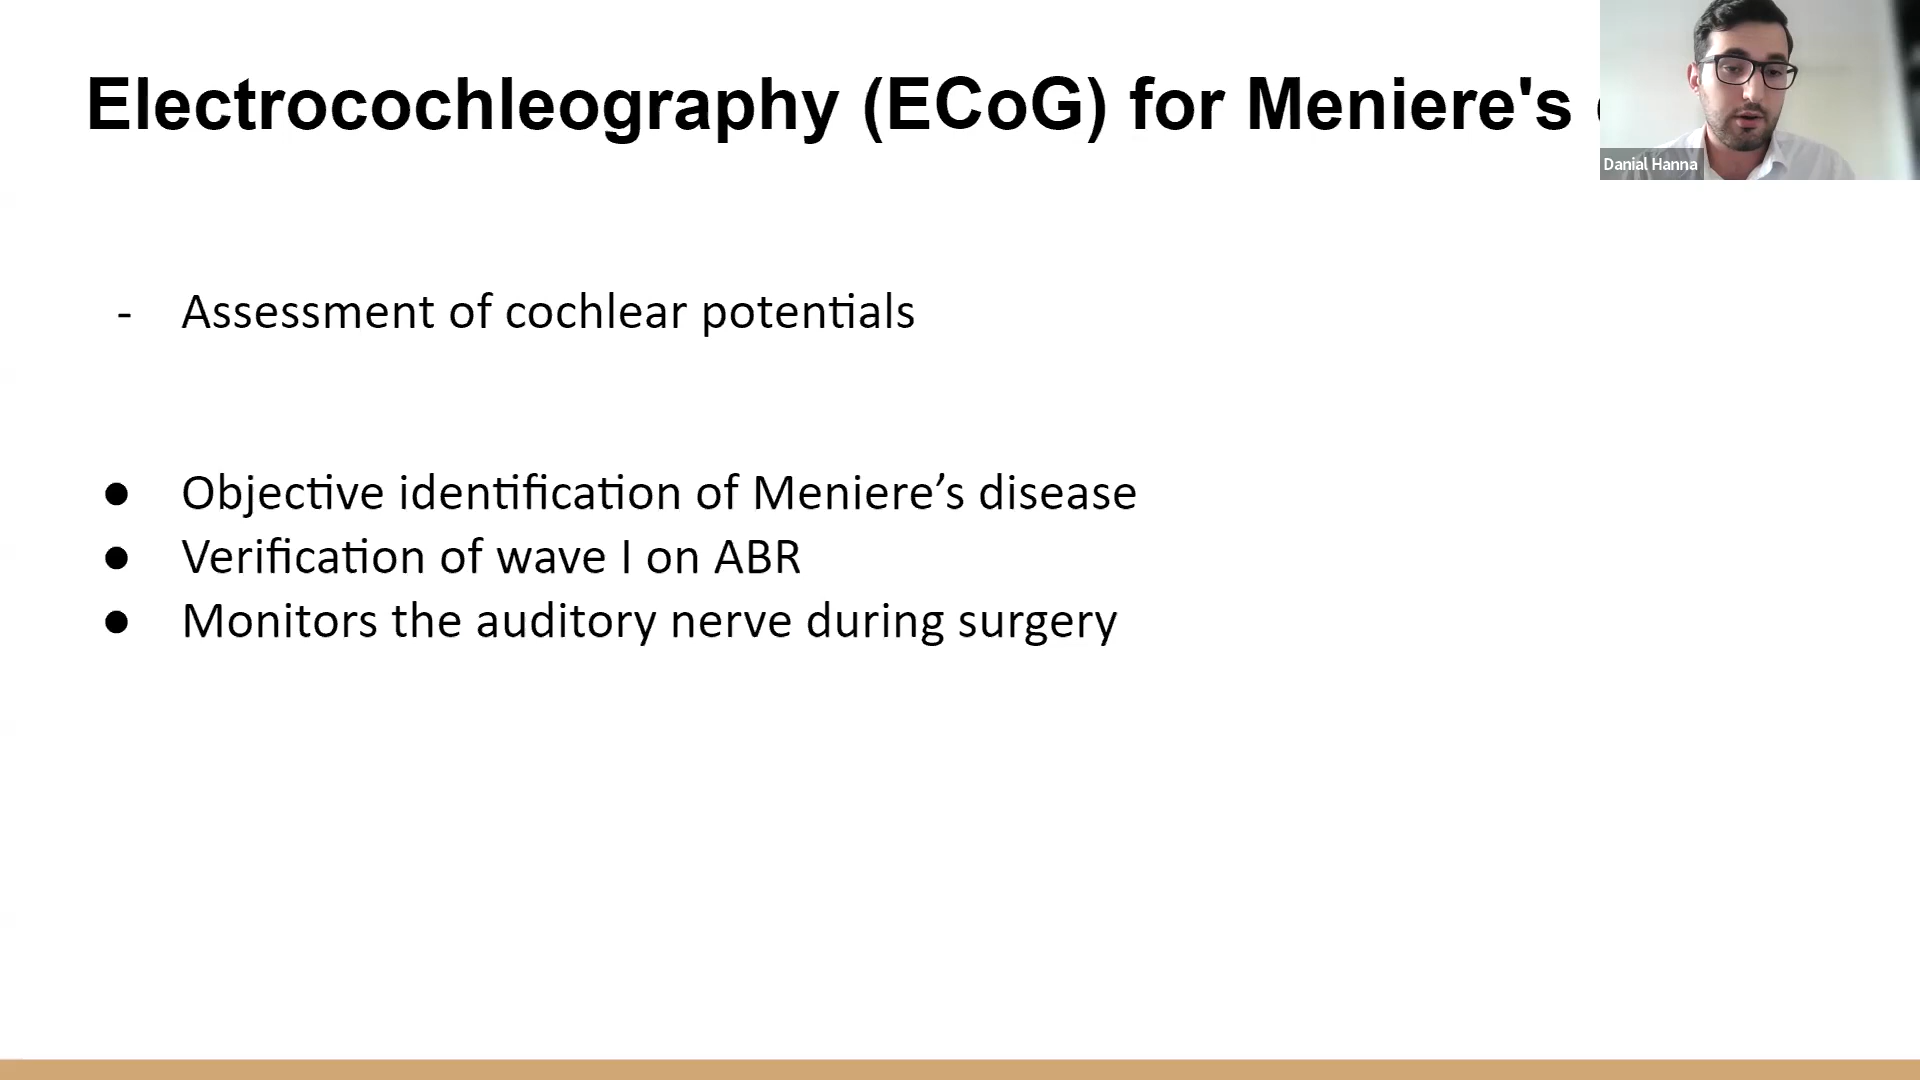 Electrocochleography (ECoG) for Meniere's
Danial Hanna
- Assessment of cochlear potentials
● Objective identification of Meniere’s disease
● Verification of wave I on ABR
● Monitors the auditory nerve during surgery